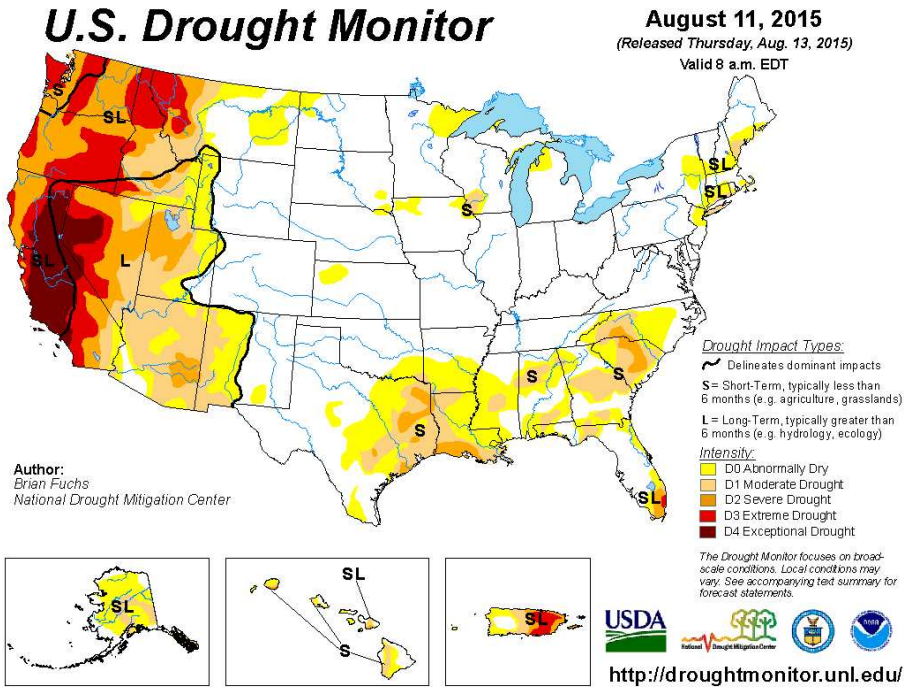 U.S. Drought Monitor
August 11, 2015
(Released Thursday, Aug. 13, 2015)
Valid 8 a.m. EDT
S
SL
SL
SL
S
SL
L
S
S
S
SL
Drought Impact Types:
Delineates dominant impacts
S = Short-Term, typically less than
6 months (e.g. agriculture, grasslands)
L = Long-Term, typically greater than
6 months (e.g. hydrology, ecology)
Intensity:
D0 Abnormally Dry
D1 Moderate Drought
D2 Severe Drought
D3 Extreme Drought
D4 Exceptional Drought
Author:
Brian Fuchs
National Drought Mitigation Center
The Drought Monitor focuses on broad-
scale conditions. Local conditions may
vary. See accompanying text summary for
forecast statements.
SL
SL
S
SL
USDA
National Drought Mitigation Center
http://droughtmonitor.unl.edu/